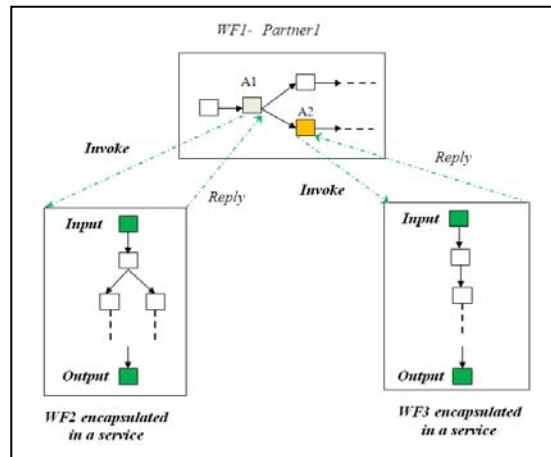 WF1- Partner1
A1
A2
Invoke
Reply
Invoke
Reply
Input
Output
WF2 encapsulated
in a service
Input
Output
WF3 encapsulated
in a service